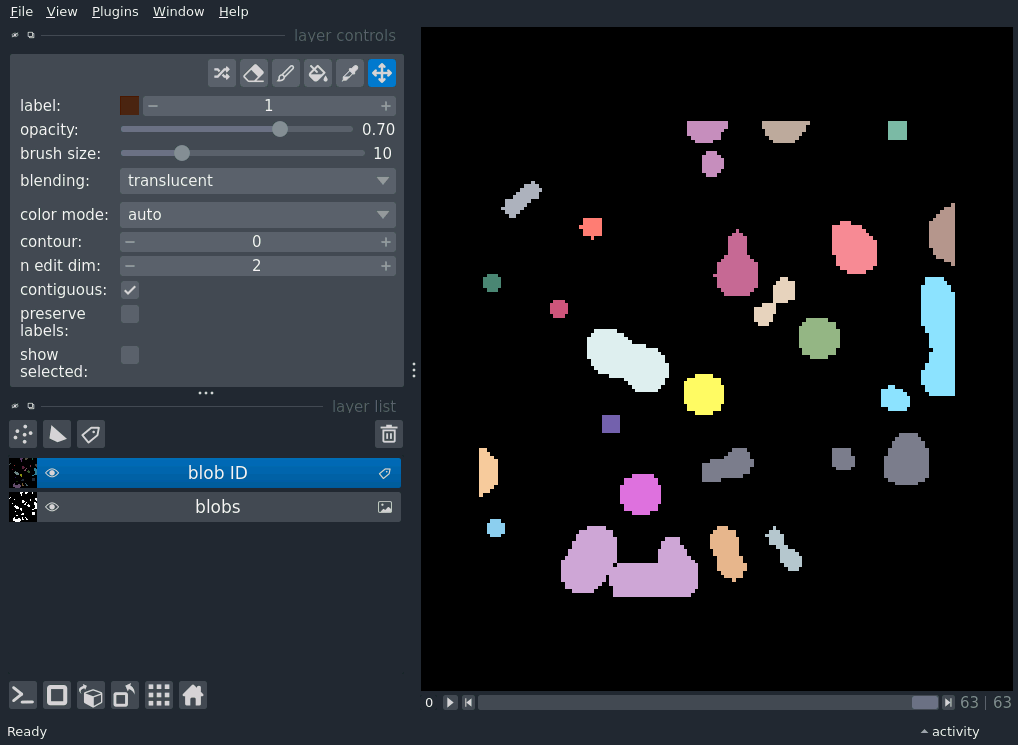 File View Plugins Window Help
layer controls
label: 1
opacity: 0.70
brush size: 10
blending: translucent
color mode: auto
contour: 0
n edit dim: 2
contiguous:
preserve
labels:
show
selected:
layer list
blob ID
blobs
0 63 | 63
Ready activity